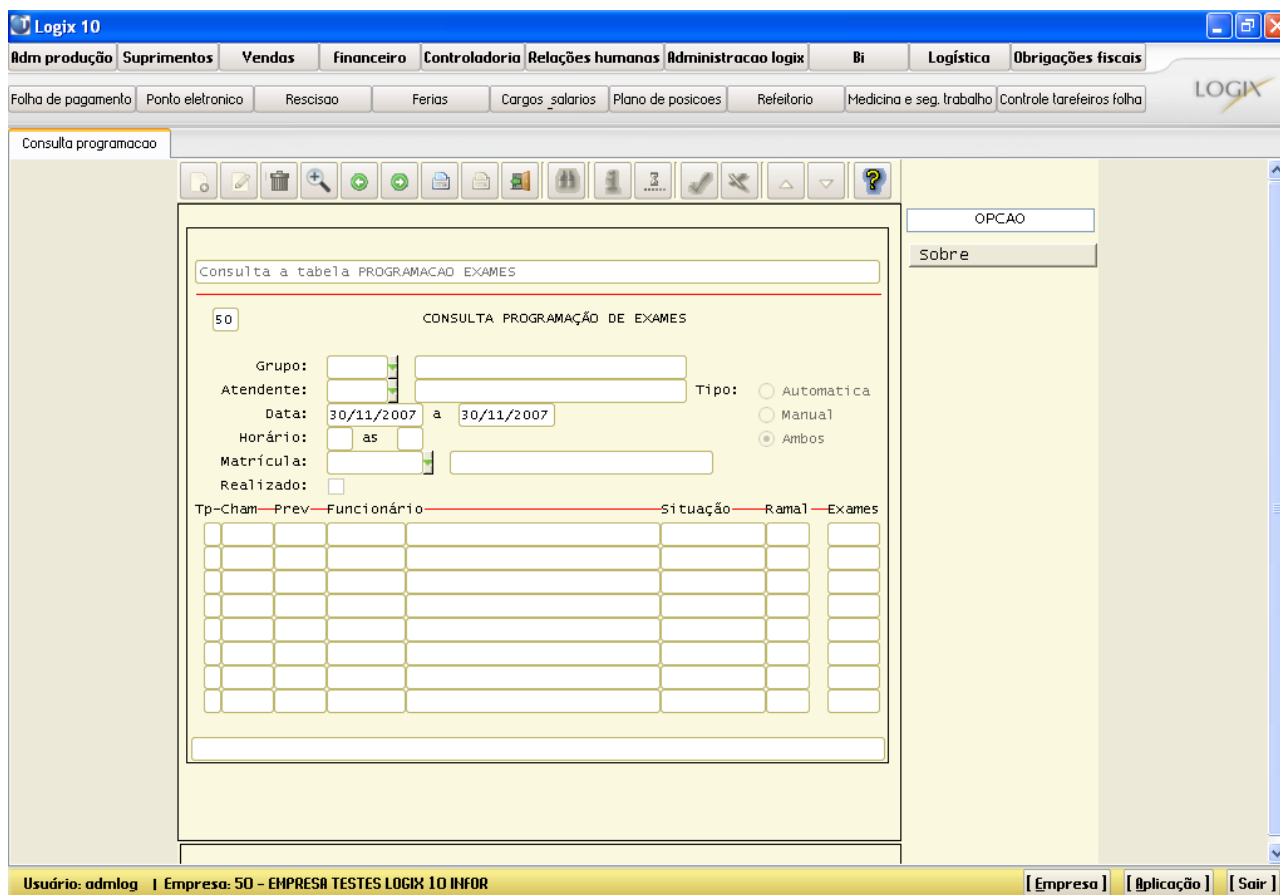 Logix 10
Adm produção Suprimentos Vendas Financeiro Controladoria Relações humanas Administracao logix Bi Logística Obrigações fiscais
LOGIX
Folha de pagamento Ponto eletronico Rescisao Ferias Cargos_salarios Plano de posicoes Refeitorio Medicina e seg. trabalho Controle tarefeiros folha
Consulta programacao
OPCAO
Sobre
Consulta a tabela PROGRAMACAO EXAMES
50 CONSULTA PROGRAMAÇÃO DE EXAMES
Grupo:
Atendente: Tipo: Automatica
Data: 30/11/2007 a 30/11/2007 Manual
Horário: as Ambos
Matrícula:
Realizado:
Tp-Cham Prev Funcionário Situação Ramal Exames
Usuário: admlog | Empresa: 50 - EMPRESA TESTES LOGIX 10 INFOR [ Empresa ] [ Aplicação ] [ Sair ]